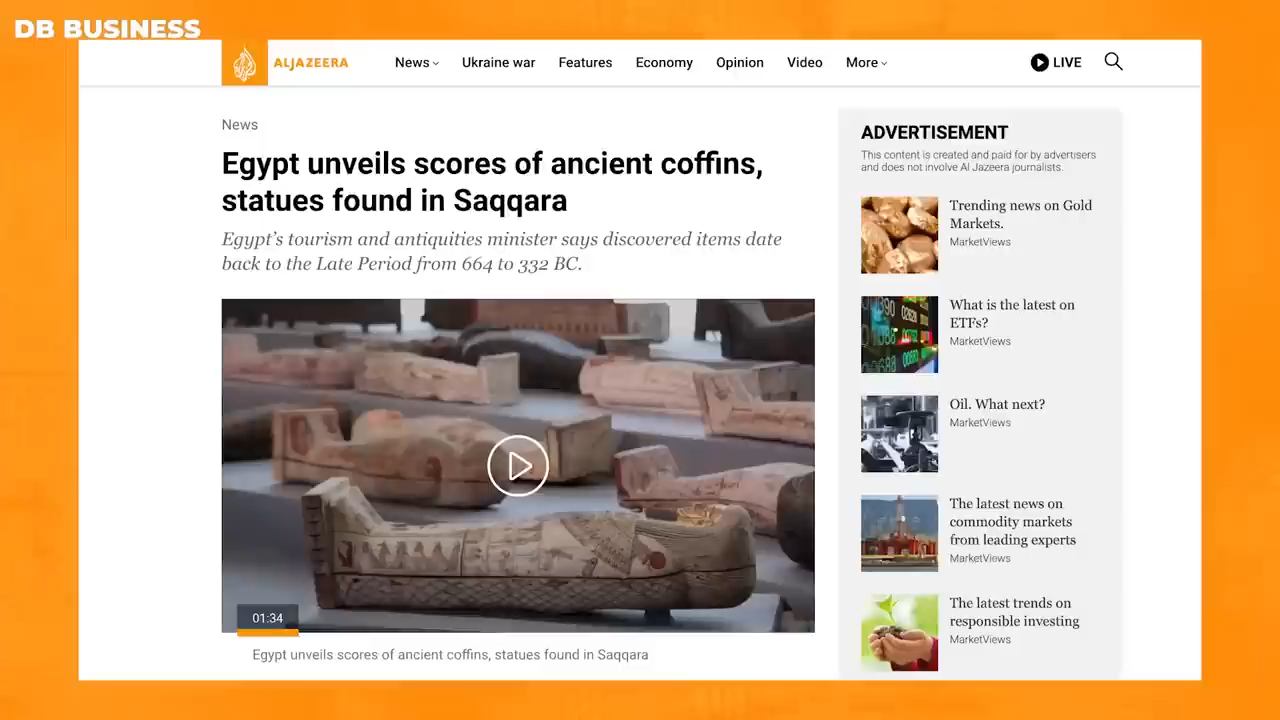 DB BUSINESS
ALJAZEERA
News
Ukraine war
Features
Economy
Opinion
Video
More
LIVE
News
Egypt unveils scores of ancient coffins,
statues found in Saqqara
Egypt's tourism and antiquities minister says discovered items date
back to the Late Period from 664 to 332 BC.
01:34
Egypt unveils scores of ancient coffins, statues found in Saqqara
ADVERTISEMENT
This content is created and paid for by advertisers
and does not involve Al Jazeera journalists.
Trending news on Gold
Markets.
MarketViews
What is the latest on
ETFs?
MarketViews
Oil. What next?
MarketViews
The latest news on
commodity markets
from leading experts
MarketViews
The latest trends on
responsible investing
MarketViews